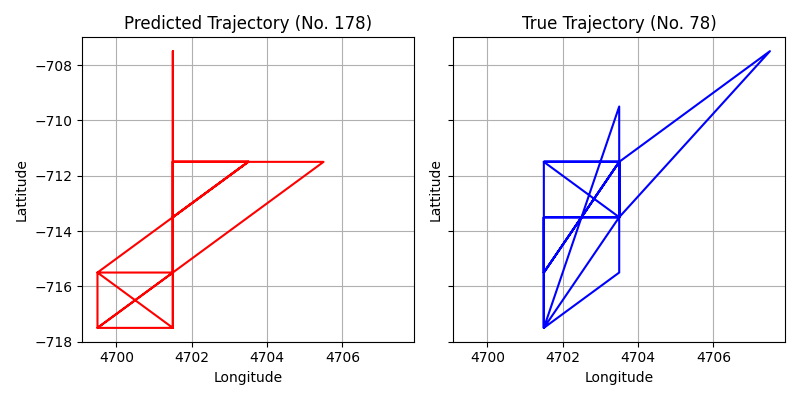 Predicted Trajectory (No. 178)
True Trajectory (No. 78)
Lattitude
−708
−710
−712
−714
−716
−718
4700
4702
4704
4706
Longitude
Lattitude
4700
4702
4704
4706
Longitude